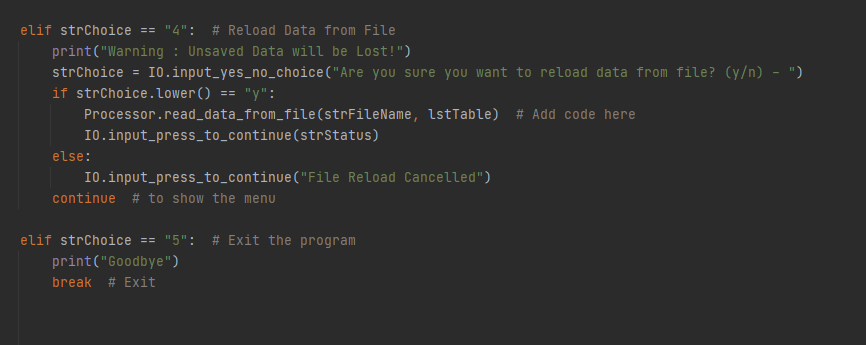 elif strChoice == "4":  # Reload Data from File
    print("Warning : Unsaved Data will be Lost!")
    strChoice = IO.input_yes_no_choice("Are you sure you want to reload data from file? (y/n) – ")
    if strChoice.lower() == "y":
        Processor.read_data_from_file(strFileName, lstTable)  # Add code here
        IO.input_press_to_continue(strStatus)
    else:
        IO.input_press_to_continue("File Reload Cancelled")
    continue  # to show the menu
elif strChoice == "5":  # Exit the program
    print("Goodbye")
    break  # Exit